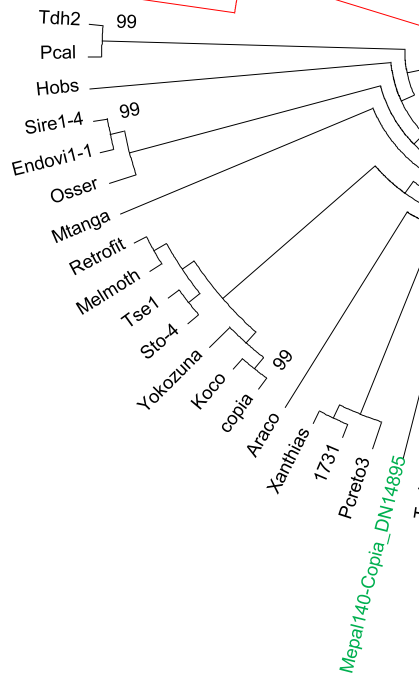 Tdh2
99
Pcal
Hobs
Sire1-4
99
Endovi1-1
Osser
Mtanga
Retrofit
Melmoth
Tse1
Sto-4
Yokozuna
Koco
99
copia
Araco
Xanthias
1731
Pcreto3
Mepal140-Copia_DN14895